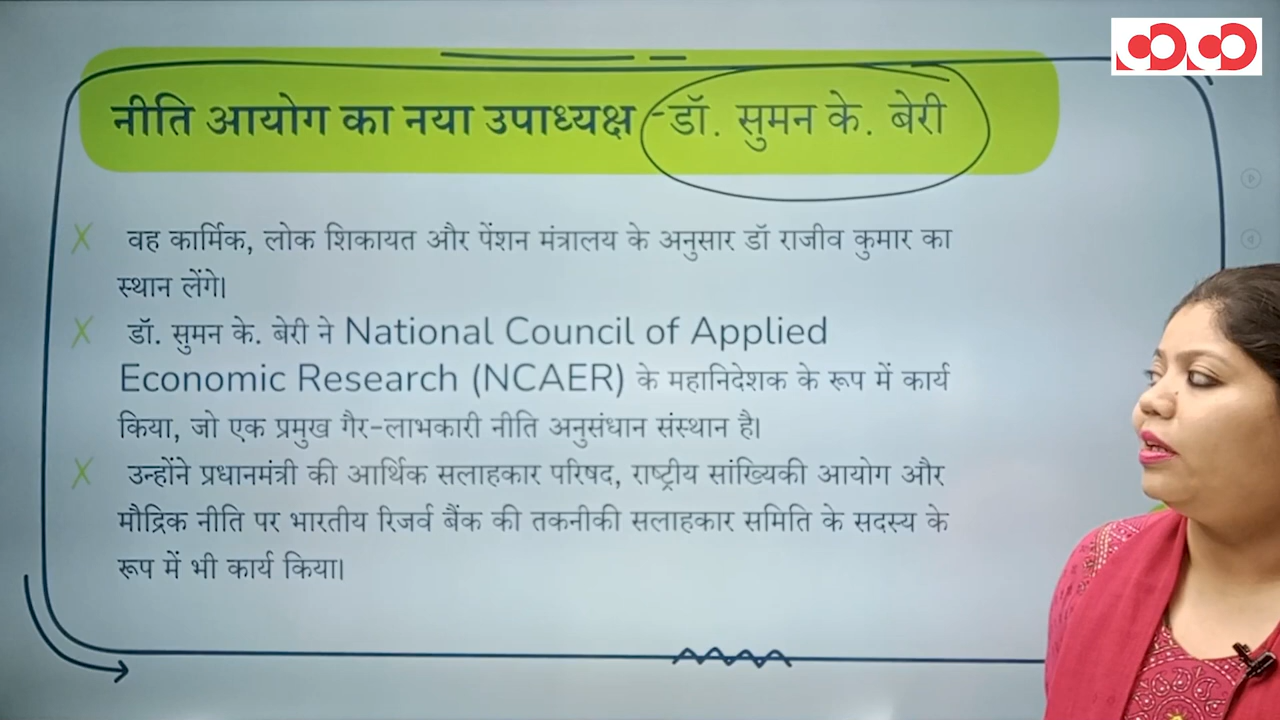 नीति आयोग का नया उपाध्यक्ष - डॉ. सुमन के. बेरी
वह कार्मिक, लोक शिकायत और पेंशन मंत्रालय के अनुसार डॉ राजीव कुमार का
स्थान लेंगे।
डॉ. सुमन के. बेरी ने National Council of Applied
Economic Research (NCAER) के महानिदेशक के रूप में कार्य
किया, जो एक प्रमुख गैर-लाभकारी नीति अनुसंधान संस्थान है।
उन्होंने प्रधानमंत्री की आर्थिक सलाहकार परिषद, राष्ट्रीय सांख्यिकी आयोग और
मौद्रिक नीति पर भारतीय रिजर्व बैंक की तकनीकी सलाहकार समिति के सदस्य के
रूप में भी कार्य किया।